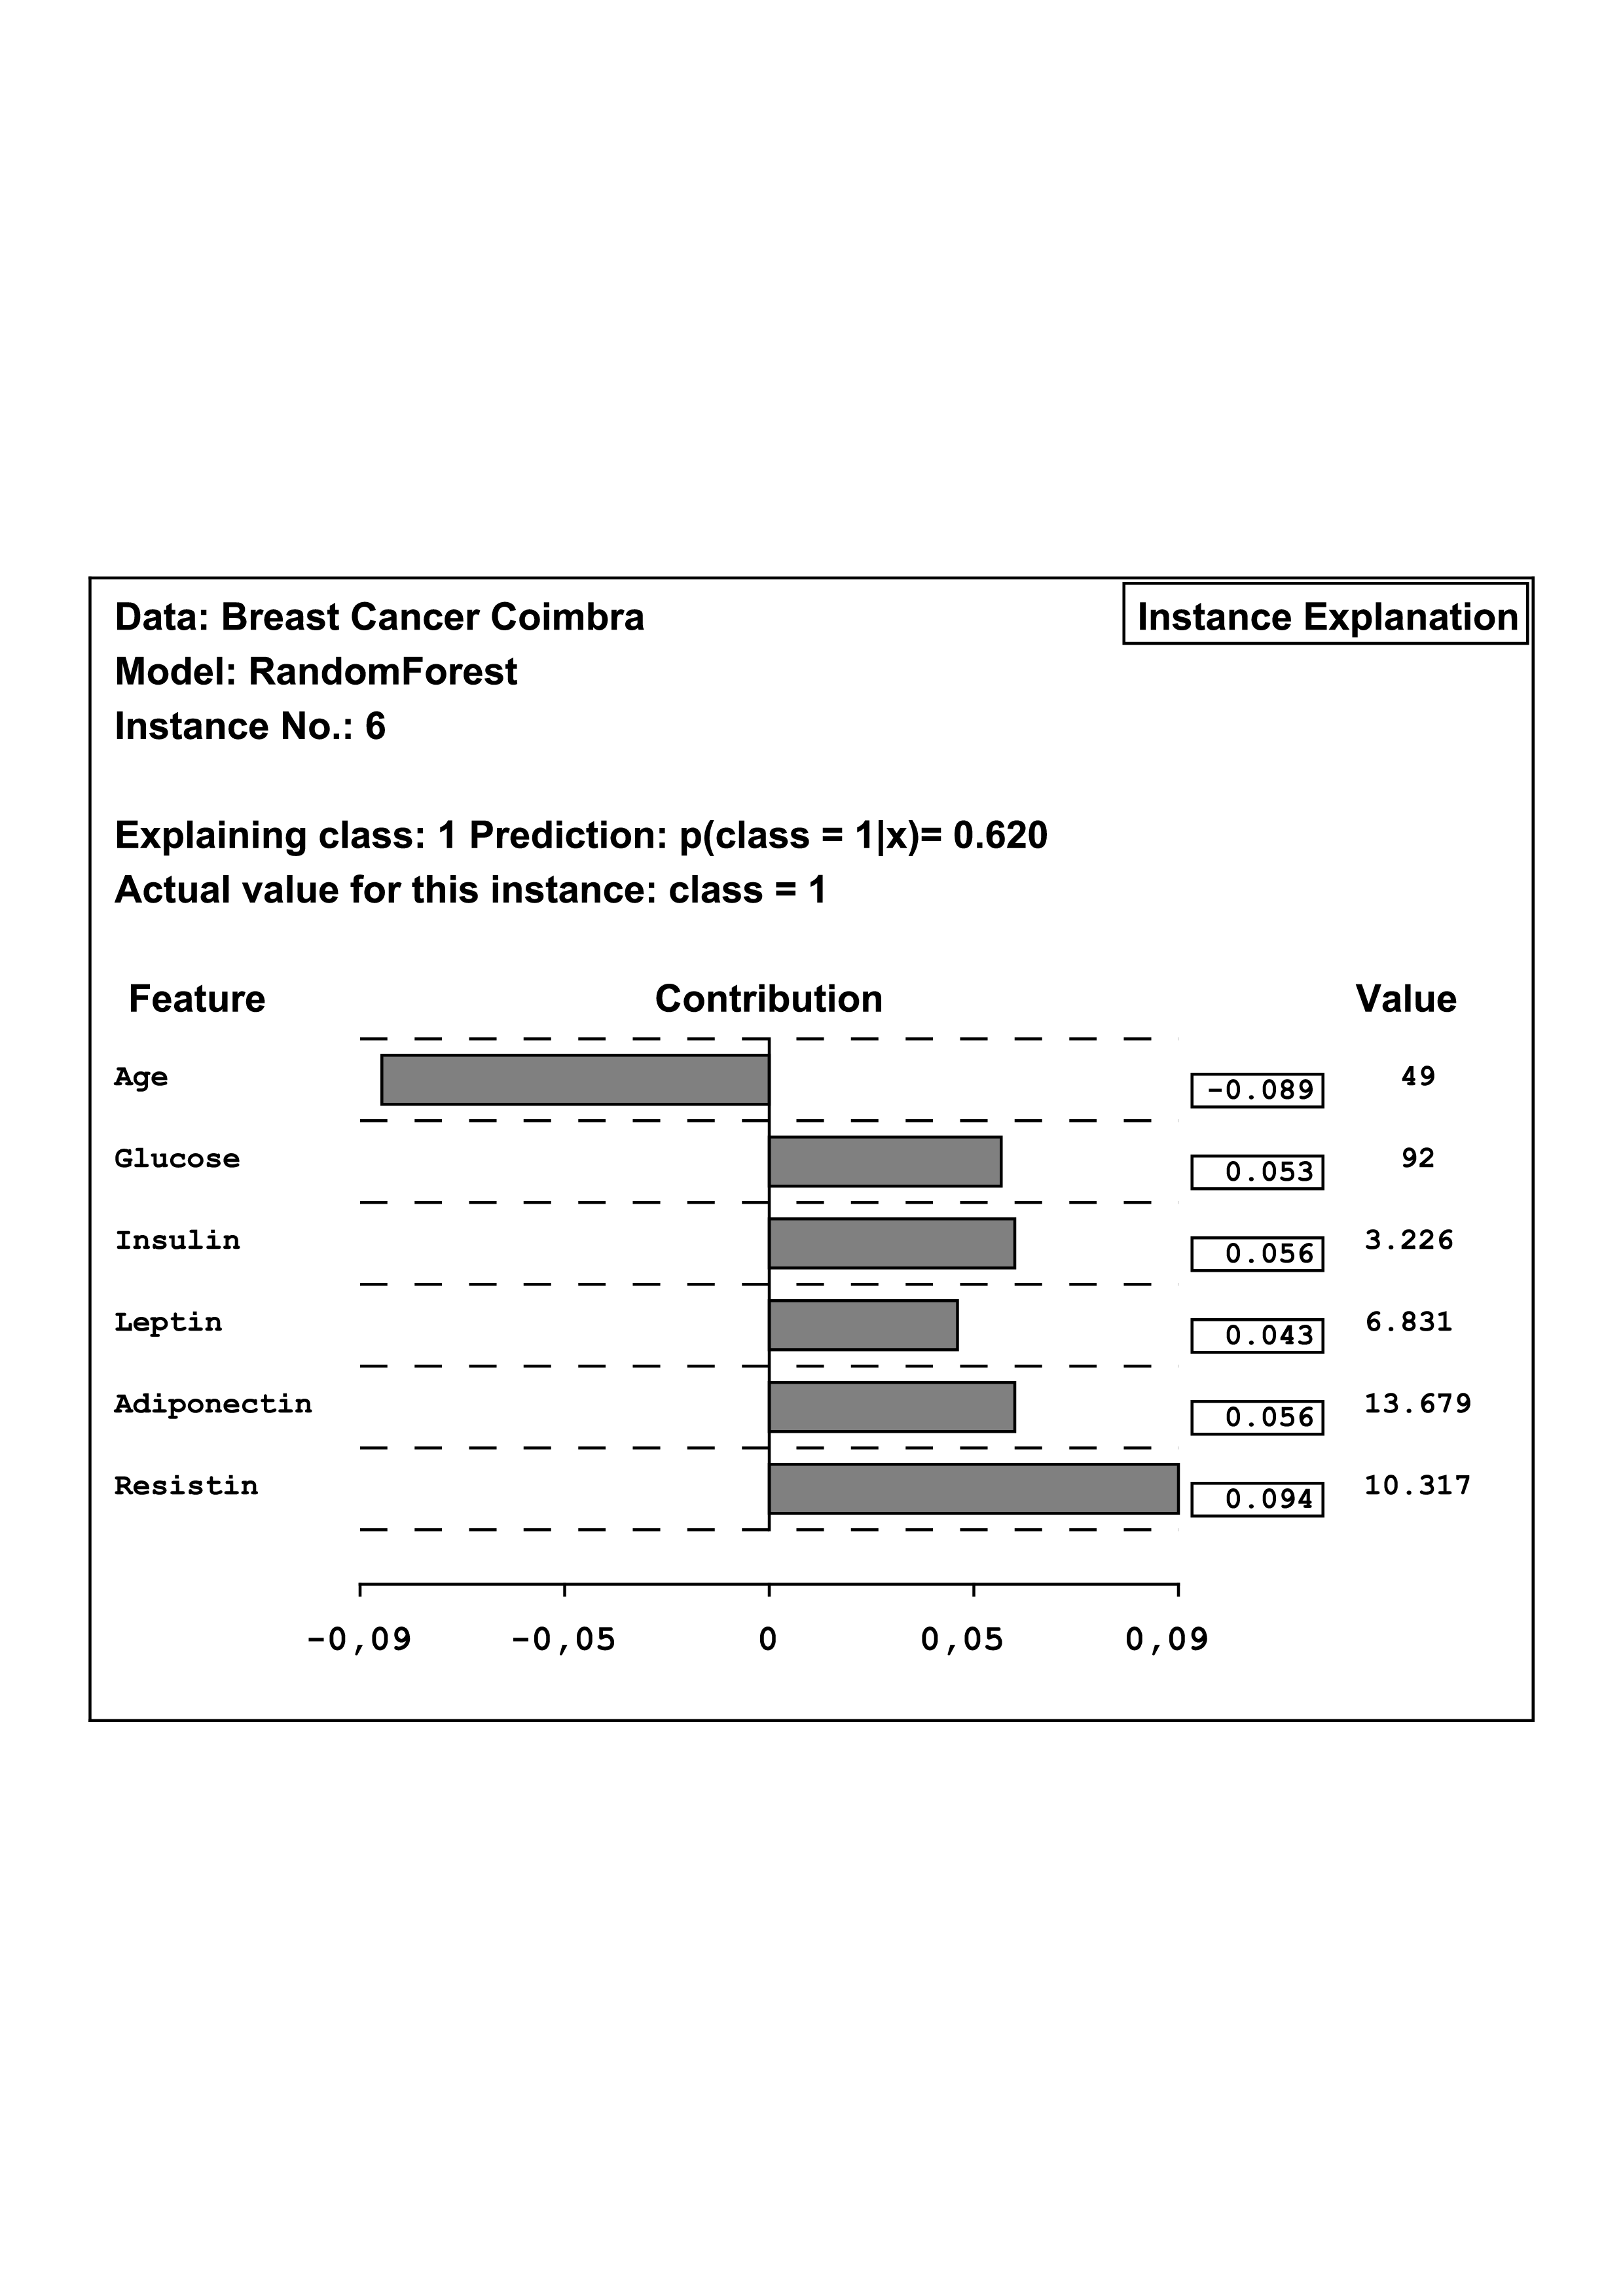 Data: Breast Cancer Coimbra
Instance Explanation
Model: RandomForest
Instance No.: 6
Explaining class: 1 Prediction: p(class = 1|x)= 0.620
Actual value for this instance: class = 1
Feature Contribution Value
Age -0.089 49
Glucose 0.053 92
Insulin 0.056 3.226
Leptin 0.043 6.831
Adiponectin 0.056 13.679
Resistin 0.094 10.317
-0,09 -0,05 0 0,05 0,09